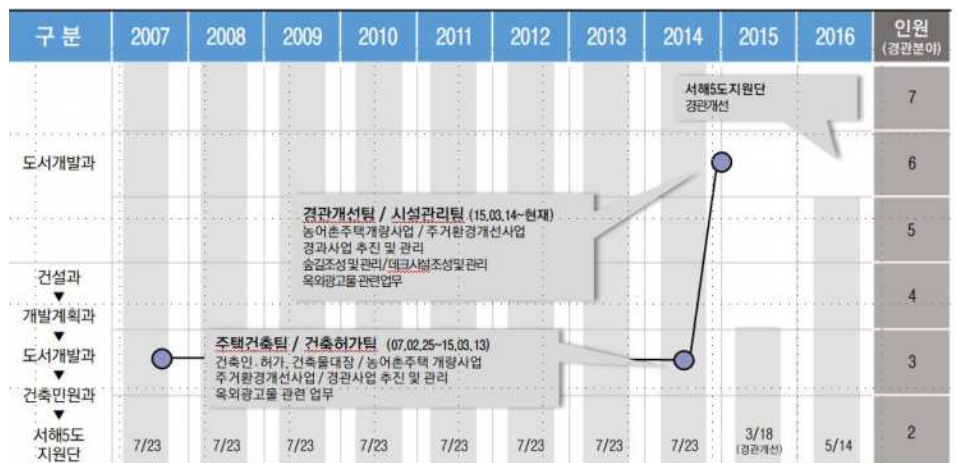 구 분 2007 2008 2009 2010 2011 2012 2013 2014 2015 2016 인원
(경관분야)
서해5도지원단
경관개선
7
도서개발과
6
경관개선팀 / 시설관리팀 (15.03.14~현재)
농어촌주택개량사업 / 주거환경개선사업
경과사업 추진 및 관리
숲길조성및관리/데크시설조성및관리
옥외광고물관련업무
5
건설과
▼
개발계획과
▼
도서개발과
▼
건축민원과
▼
서해5도
지원단
4
주택건축팀 / 건축허가팀 (07.02.25~15.03.13)
건축인·허가, 건축물대장 / 농어촌주택 개량사업
주거환경개선사업 / 경관사업 추진 및 관리
옥외광고물 관련 업무
3
7/23 7/23 7/23 7/23 7/23 7/23 7/23 7/23 3/18
(경관개선)
5/14
2